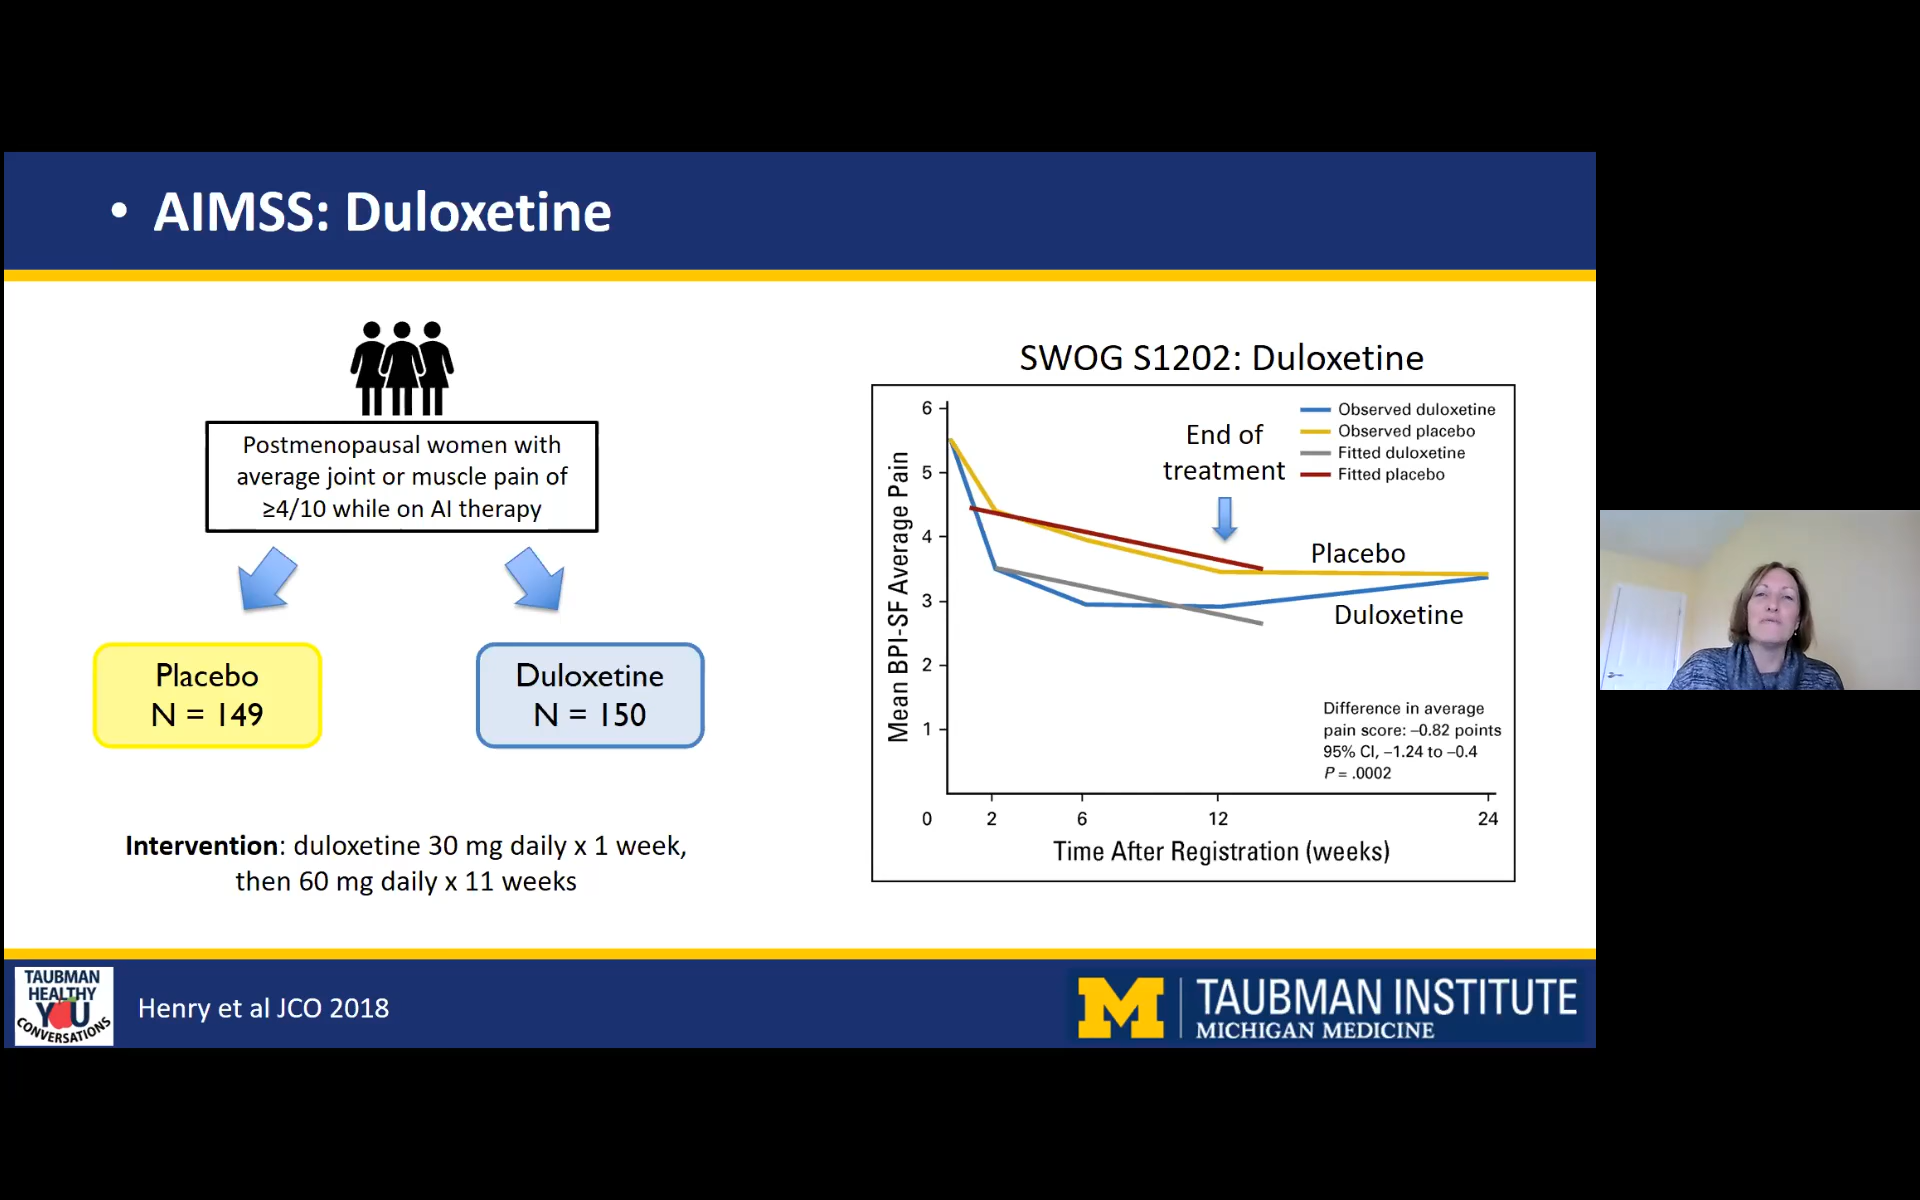 • AIMSS: Duloxetine
Postmenopausal women with
average joint or muscle pain of
≥4/10 while on AI therapy
Placebo
N = 149
Duloxetine
N = 150
Intervention: duloxetine 30 mg daily x 1 week,
then 60 mg daily x 11 weeks
SWOG S1202: Duloxetine
Mean BPI-SF Average Pain
6
5
4
3
2
1
0
2
6
12
24
Time After Registration (weeks)
End of
treatment
Observed duloxetine
Observed placebo
Fitted duloxetine
Fitted placebo
Placebo
Duloxetine
Difference in average
pain score: –0.82 points
95% CI, –1.24 to –0.4
P = .0002
TAUBMAN
HEALTHY
YOU
CONVERSATIONS
Henry et al JCO 2018
M
TAUBMAN INSTITUTE
MICHIGAN MEDICINE